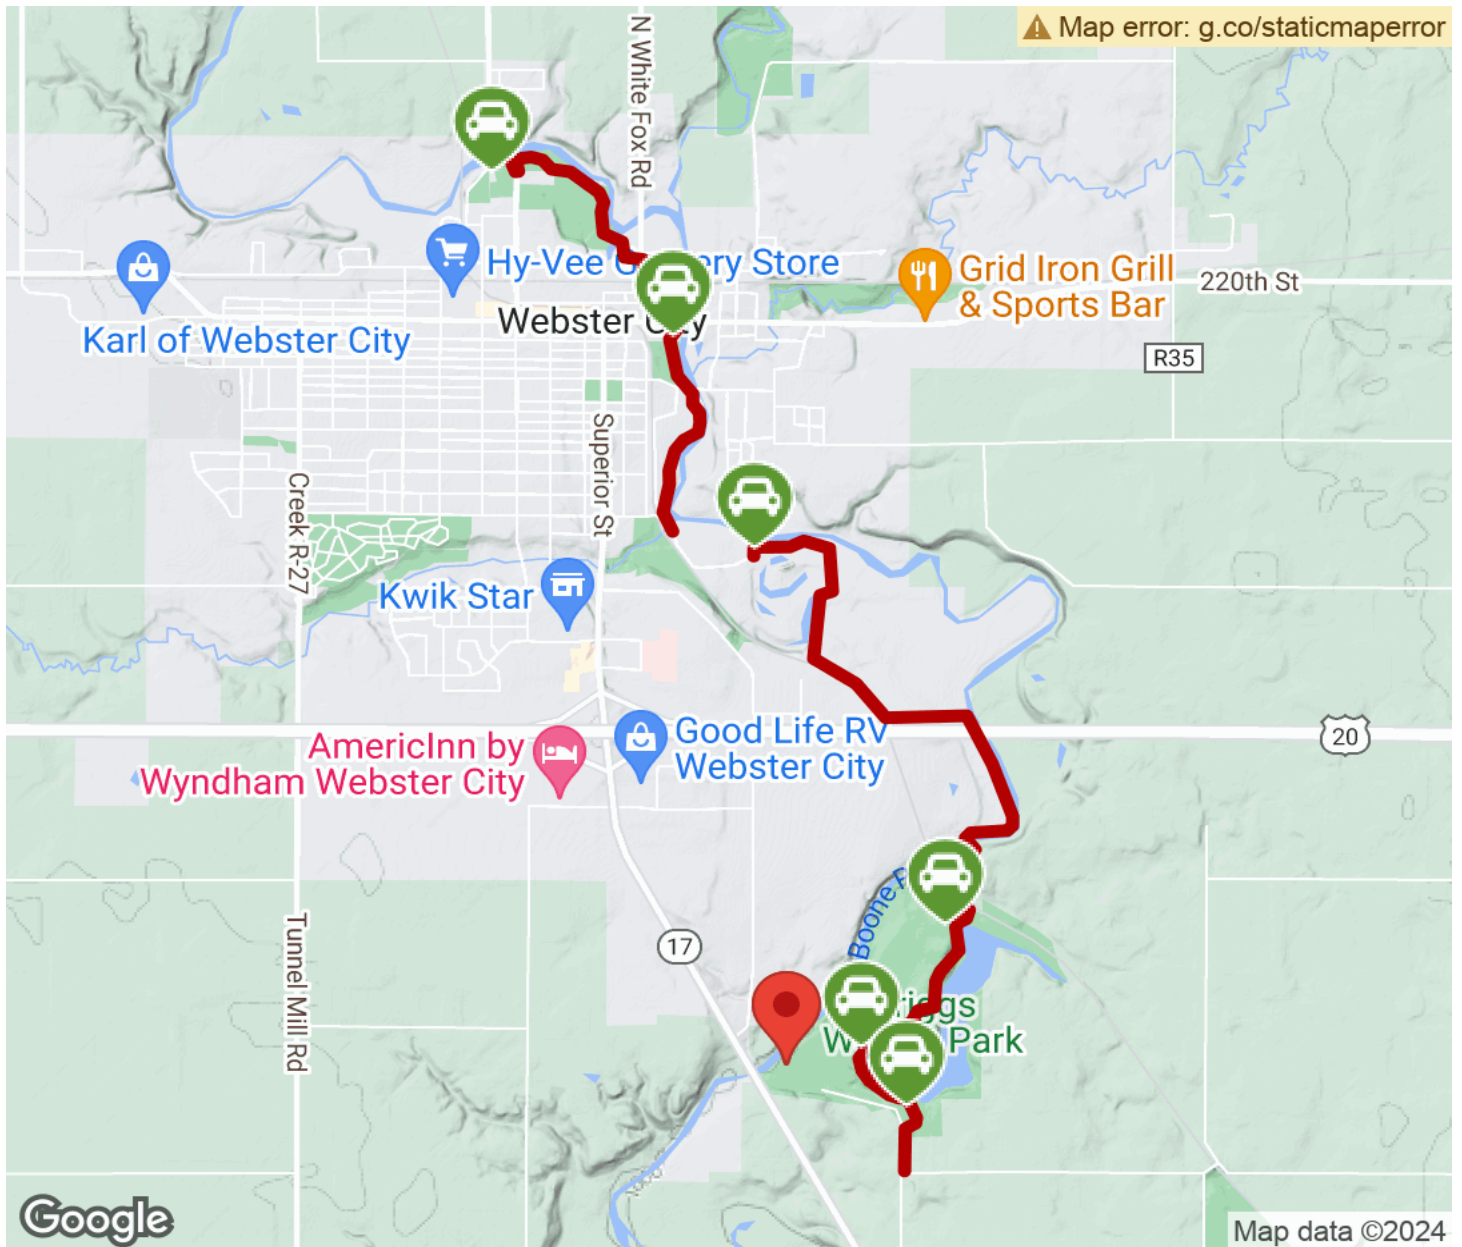 Map error: g.co/staticmaperror
N White Fox Rd
Hy-Vee G ery Store
Grid Iron Grill
& Sports Bar
220th St
Karl of Webster City
Webster C y
R35
Superior St
Creek R-27
Kwik Star
Good Life RV
Webster City
20
AmericInn by
Wyndham Webster City
Boone
17
Tunnel Mill Rd
riggs
W Park
Google
Map data ©2024